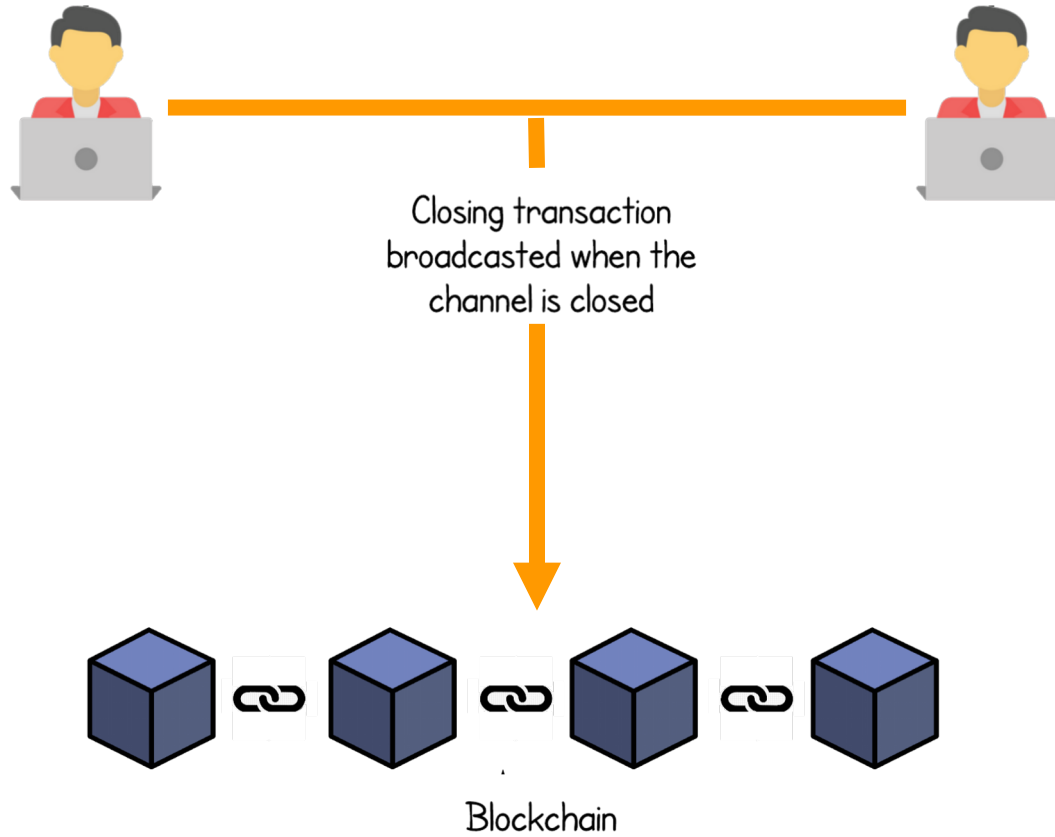 Closing transaction
broadcasted when the
channel is closed
Blockchain